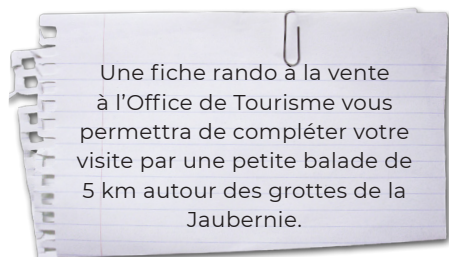 Une fiche rando à la vente
à l’Office de Tourisme vous
permettra de compléter votre
visite par une petite balade de
5 km autour des grottes de la
Jaubernie.